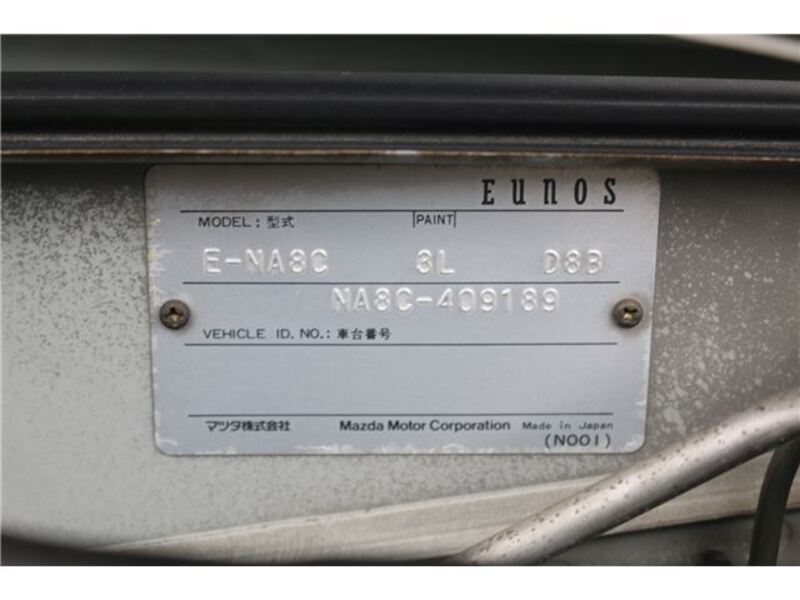 EUNOS
MODEL : 型式 PAINT
E-NA8C 3L D8B
NA8C-409189
VEHICLE ID. NO. : 車台番号
マツダ株式会社 Mazda Motor Corporation Made in Japan
(N001)